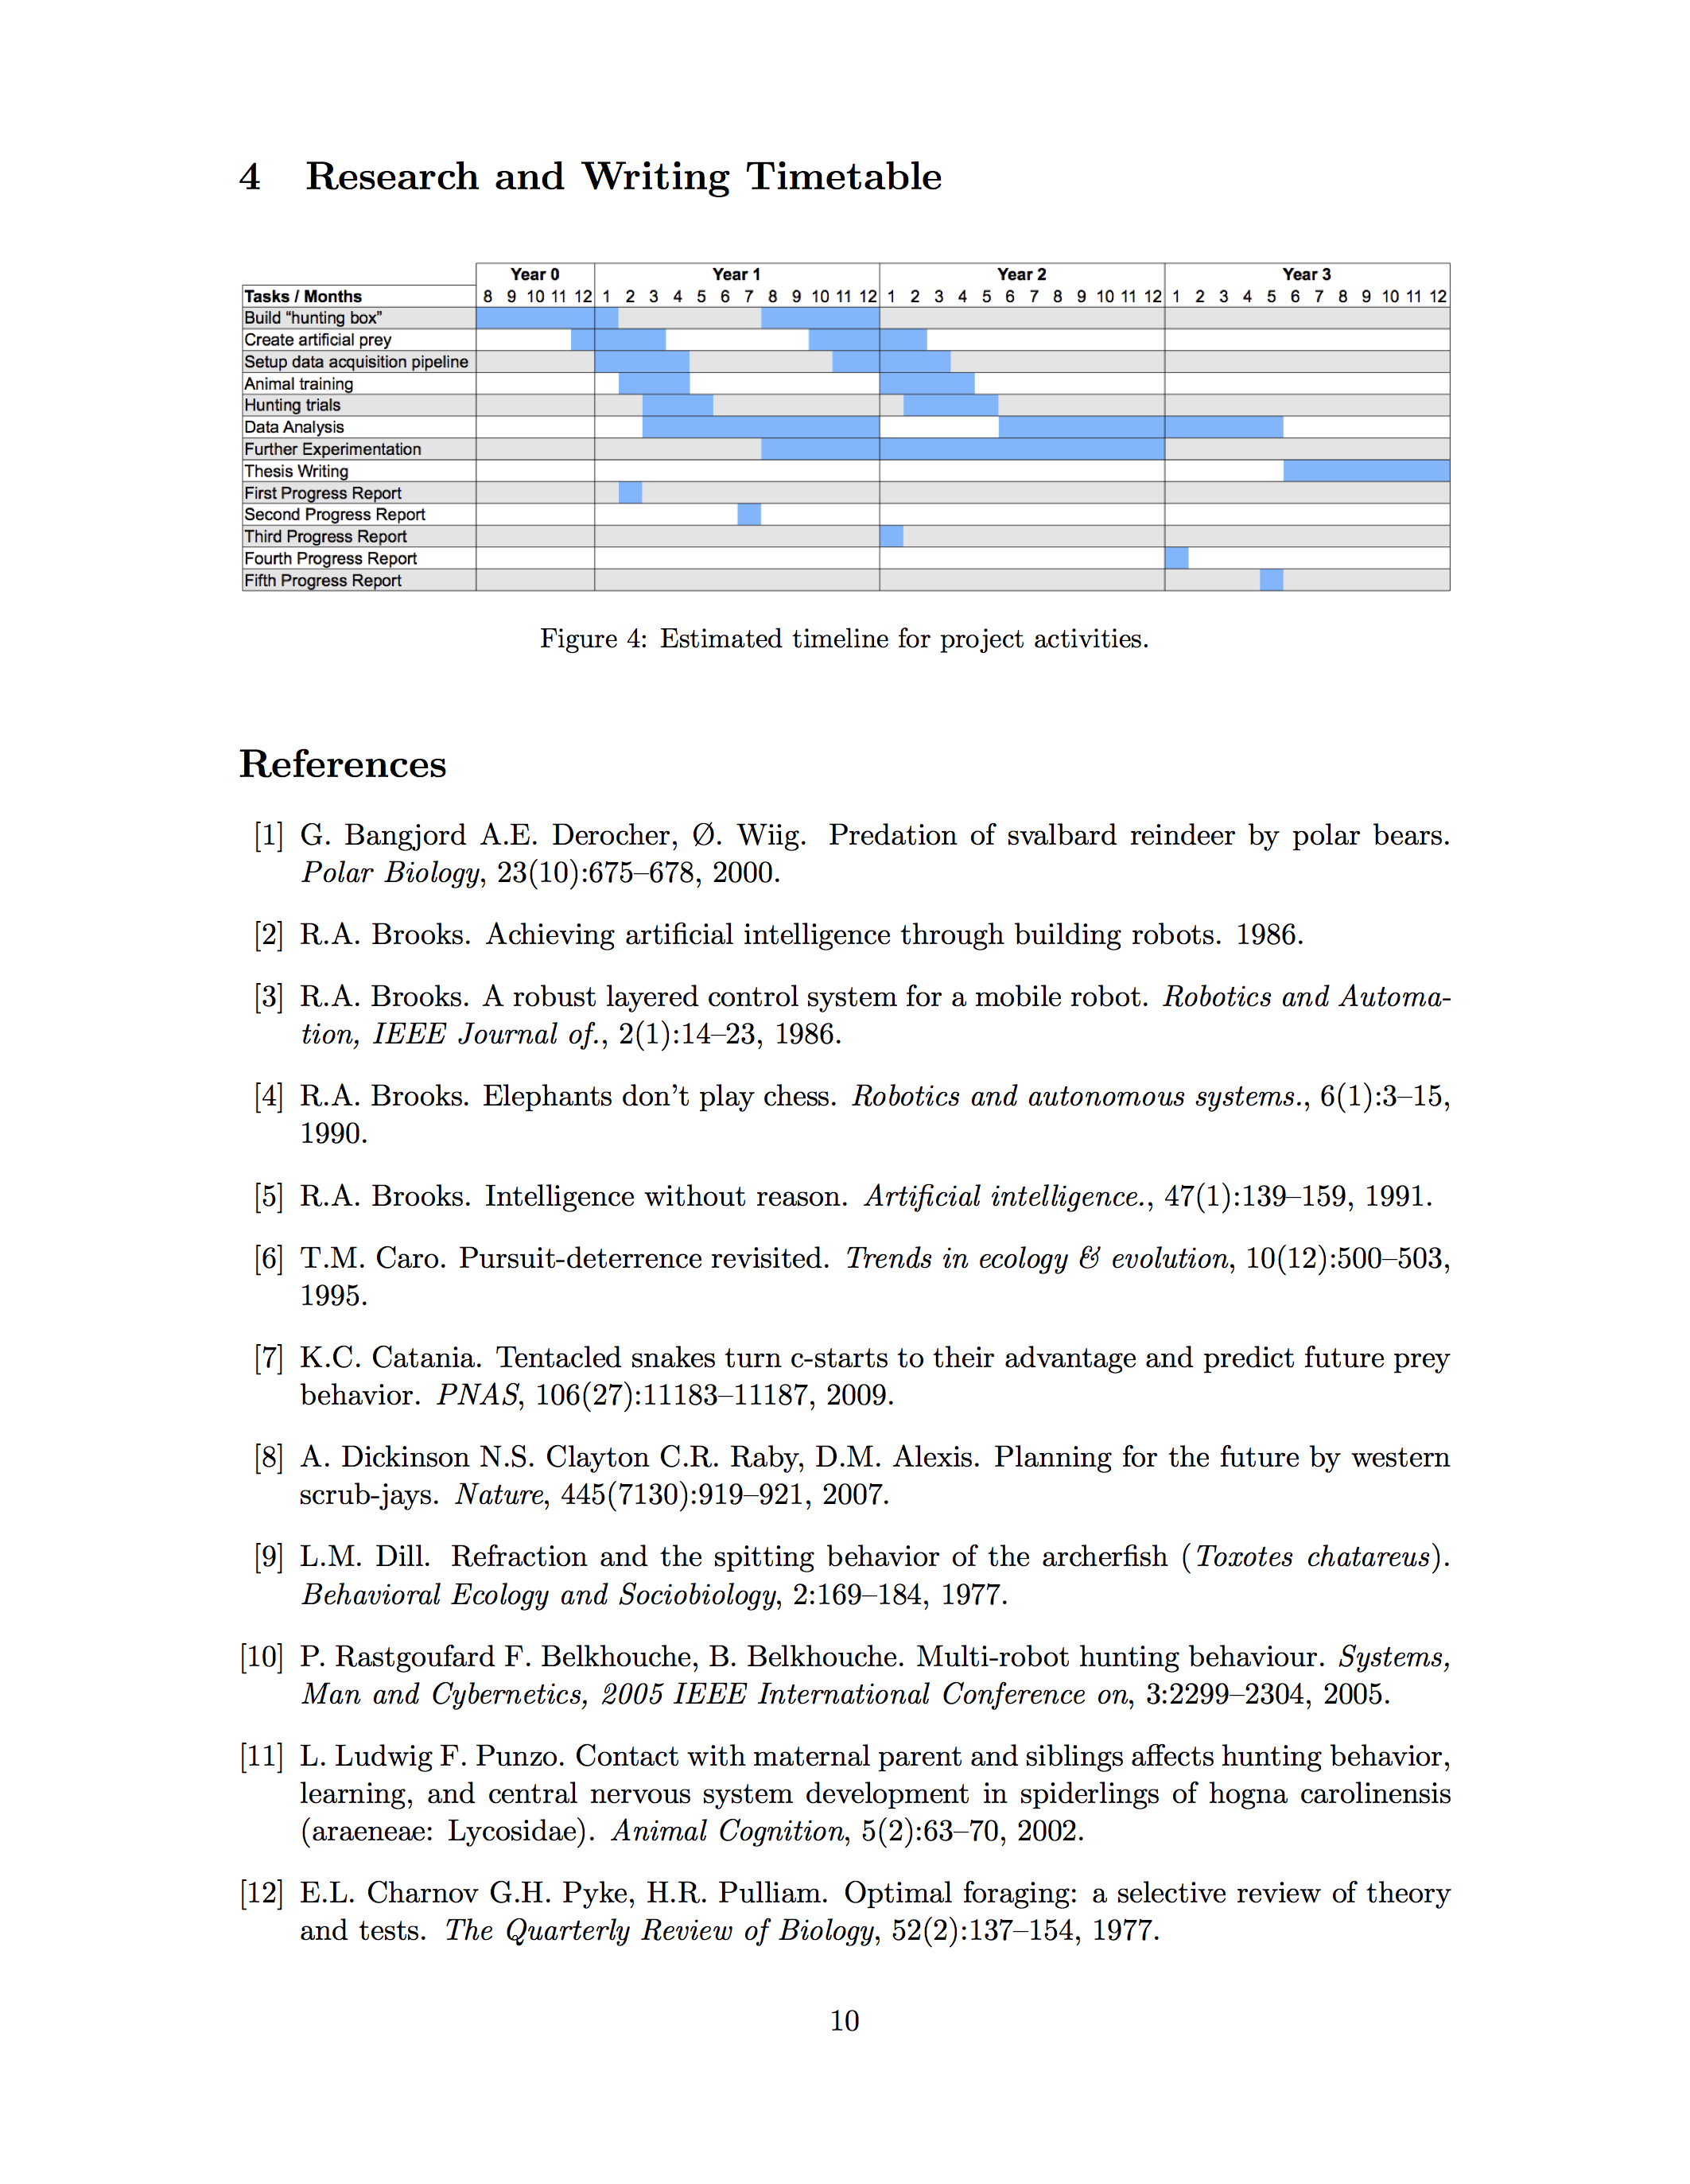 4 Research and Writing Timetable
Year 0 Year 1 Year 2 Year 3
Tasks / Months 8 9 10 11 12 1 2 3 4 5 6 7 8 9 10 11 12 1 2 3 4 5 6 7 8 9 10 11 12 1 2 3 4 5 6 7 8 9 10 11 12
Build “hunting box”
Create artificial prey
Setup data acquisition pipeline
Animal training
Hunting trials
Data Analysis
Further Experimentation
Thesis Writing
First Progress Report
Second Progress Report
Third Progress Report
Fourth Progress Report
Fifth Progress Report
Figure 4: Estimated timeline for project activities.
References
[1] G. Bangjord A.E. Derocher, Ø. Wiig. Predation of svalbard reindeer by polar bears.
Polar Biology, 23(10):675–678, 2000.
[2] R.A. Brooks. Achieving artificial intelligence through building robots. 1986.
[3] R.A. Brooks. A robust layered control system for a mobile robot. Robotics and Automa-
tion, IEEE Journal of., 2(1):14–23, 1986.
[4] R.A. Brooks. Elephants don’t play chess. Robotics and autonomous systems., 6(1):3–15,
1990.
[5] R.A. Brooks. Intelligence without reason. Artificial intelligence., 47(1):139–159, 1991.
[6] T.M. Caro. Pursuit-deterrence revisited. Trends in ecology & evolution, 10(12):500–503,
1995.
[7] K.C. Catania. Tentacled snakes turn c-starts to their advantage and predict future prey
behavior. PNAS, 106(27):11183–11187, 2009.
[8] A. Dickinson N.S. Clayton C.R. Raby, D.M. Alexis. Planning for the future by western
scrub-jays. Nature, 445(7130):919–921, 2007.
[9] L.M. Dill. Refraction and the spitting behavior of the archerfish (Toxotes chatareus).
Behavioral Ecology and Sociobiology, 2:169–184, 1977.
[10] P. Rastgoufard F. Belkhouche, B. Belkhouche. Multi-robot hunting behaviour. Systems,
Man and Cybernetics, 2005 IEEE International Conference on, 3:2299–2304, 2005.
[11] L. Ludwig F. Punzo. Contact with maternal parent and siblings affects hunting behavior,
learning, and central nervous system development in spiderlings of hogna carolinensis
(araeneae: Lycosidae). Animal Cognition, 5(2):63–70, 2002.
[12] E.L. Charnov G.H. Pyke, H.R. Pulliam. Optimal foraging: a selective review of theory
and tests. The Quarterly Review of Biology, 52(2):137–154, 1977.
10